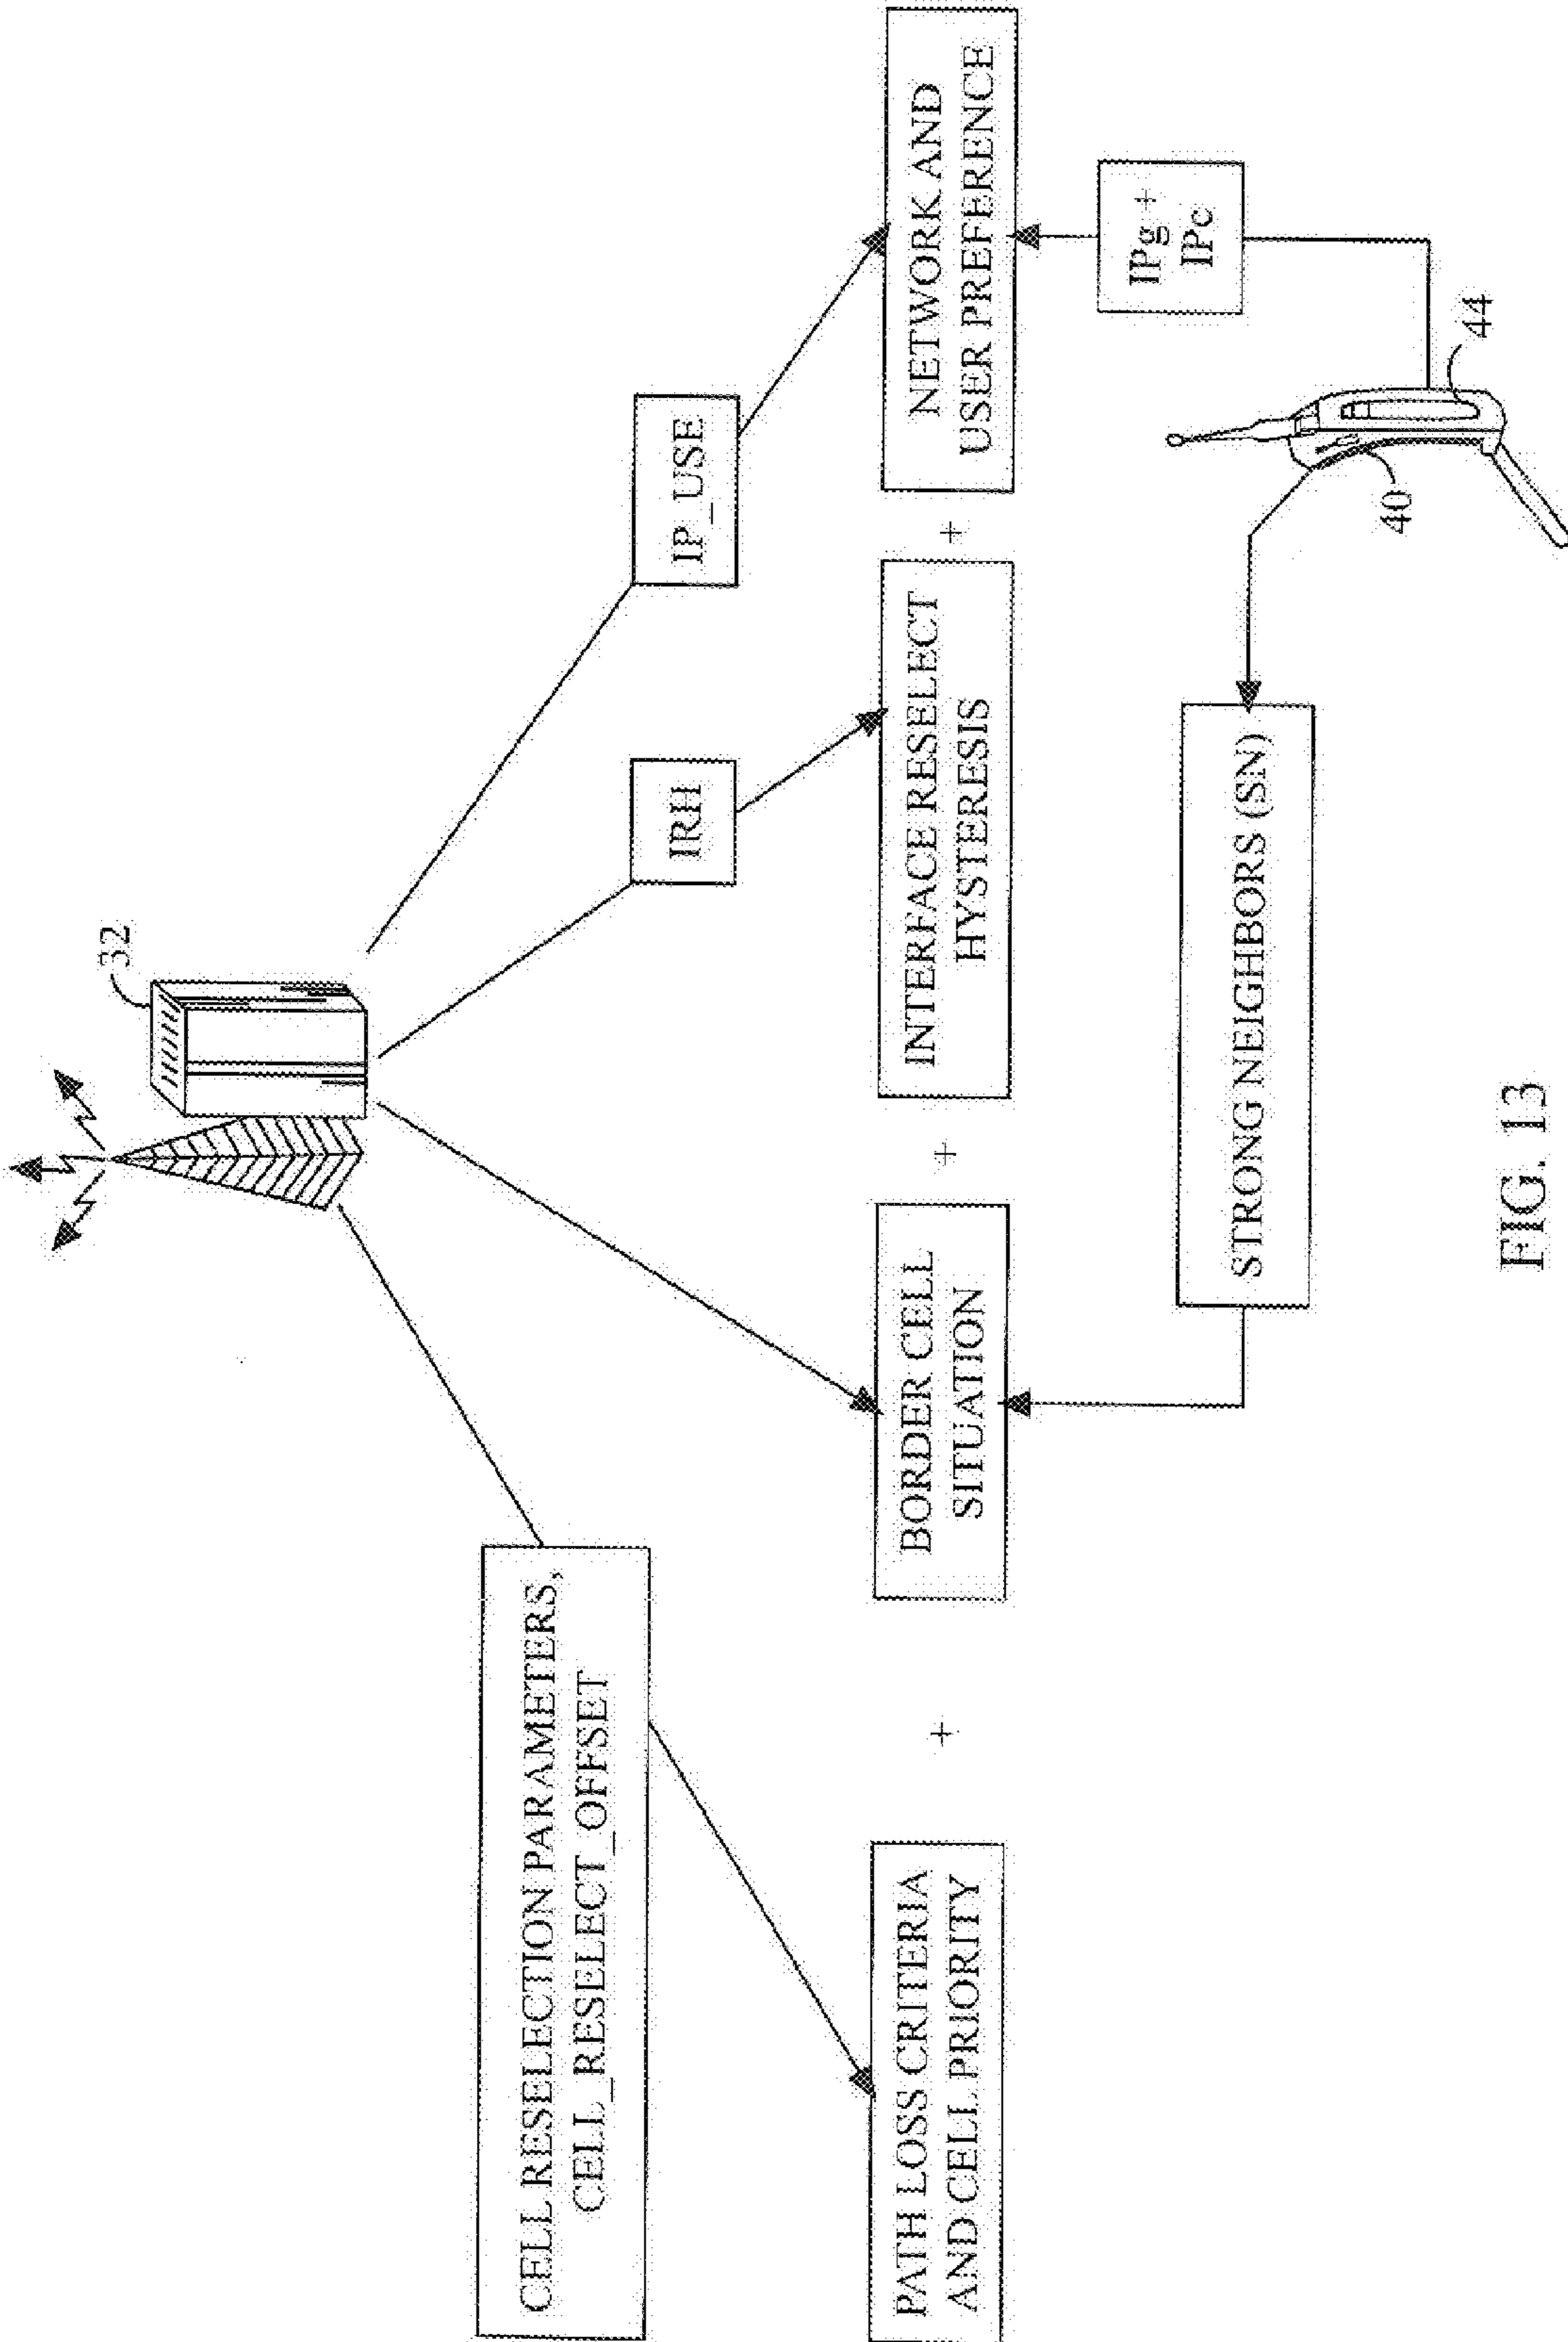 32
CELL RESELECTION PARAMETERS,
CELL_RESELECT_OFFSET
IRH
IP_USE
PATH LOSS CRITERIA
AND CELL PRIORITY
+
BORDER CELL
SITUATION
+
INTERFACE RESELECT
HYSTERESIS
+
NETWORK AND
USER PREFERENCE
STRONG NEIGHBORS (SN)
IPg +
IPc
40
44
FIG. 13